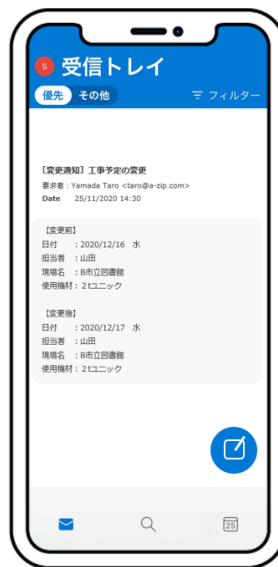 S 受信トレイ
優先 その他 フィルター
[変更通知] 工事予定の変更
要求者：Yamada Taro <taro@a-zip.com>
Date 25/11/2020 14:30
【変更前】
日付 ：2020/12/16 水
担当者 ：山田
現場名 ：B市立図書館
使用機材：2tユニック
【変更後】
日付 ：2020/12/17 水
担当者 ：山田
現場名 ：B市立図書館
使用機材：2tユニック
25